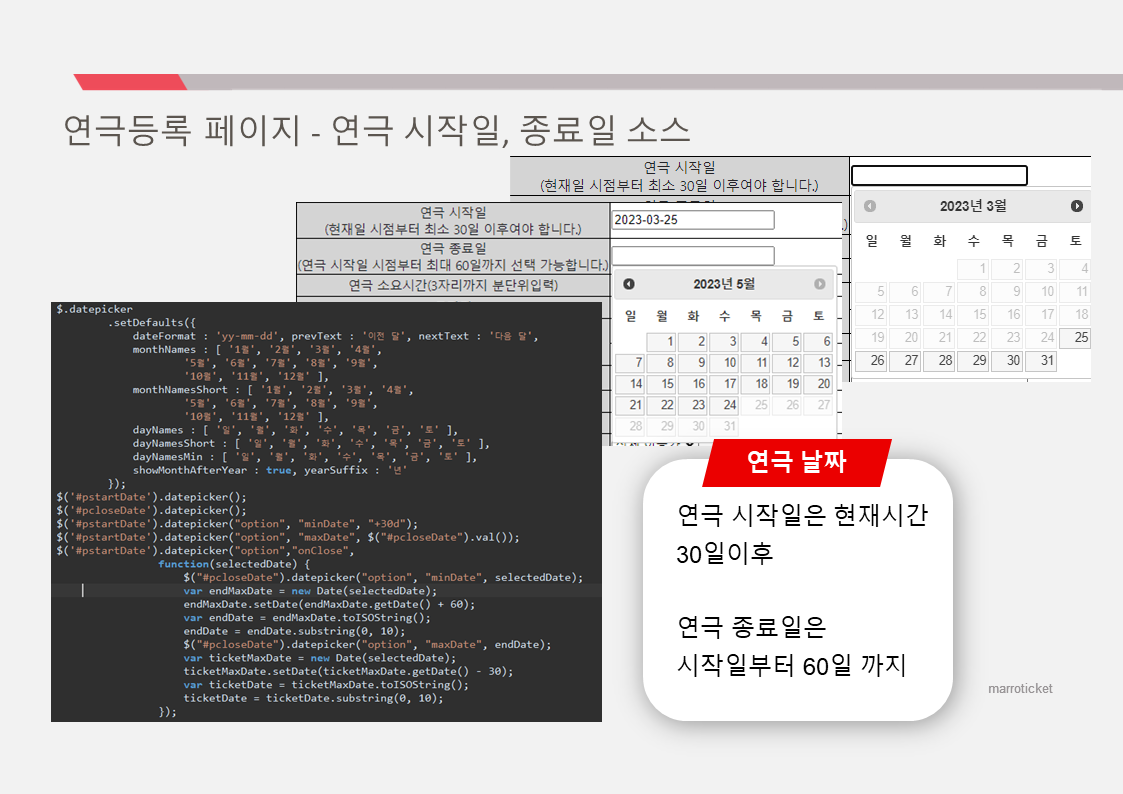 연극등록 페이지 - 연극 시작일, 종료일 소스
연극 시작일
(현재일 시점부터 최소 30일 이후여야 합니다.)
2023년 3월
일 월 화 수 목 금 토
1 2 3 4
5 6 7 8 9 10 11
12 13 14 15 16 17 18
19 20 21 22 23 24 25
26 27 28 29 30 31
연극 시작일
(현재일 시점부터 최소 30일 이후여야 합니다.)
2023-03-25
연극 종료일
(연극 시작일 시점부터 최대 60일까지 선택 가능합니다.)
연극 소요시간(3자리까지 분단위입력)
2023년 5월
일 월 화 수 목 금 토
1 2 3 4 5 6
7 8 9 10 11 12 13
14 15 16 17 18 19 20
21 22 23 24 25 26 27
28 29 30 31
$.datepicker
.setDefaults({
dateFormat : 'yy-mm-dd', prevText : '이전 달', nextText : '다음 달',
monthNames : [ '1월', '2월', '3월', '4월',
'5월', '6월', '7월', '8월', '9월',
'10월', '11월', '12월' ],
monthNamesShort : [ '1월', '2월', '3월', '4월',
'5월', '6월', '7월', '8월', '9월',
'10월', '11월', '12월' ],
dayNames : [ '일', '월', '화', '수', '목', '금', '토' ],
dayNamesShort : [ '일', '월', '화', '수', '목', '금', '토' ],
dayNamesMin : [ '일', '월', '화', '수', '목', '금', '토' ],
showMonthAfterYear : true, yearSuffix : '년'
});
$('#pstartDate').datepicker();
$('#pcloseDate').datepicker();
$('#pstartDate').datepicker("option", "minDate", "+30d");
$('#pstartDate').datepicker("option", "maxDate", $("#pcloseDate").val());
$('#pstartDate').datepicker("option","onClose",
function(selectedDate) {
$("#pcloseDate").datepicker("option", "minDate", selectedDate);
var endMaxDate = new Date(selectedDate);
endMaxDate.setDate(endMaxDate.getDate() + 60);
var endDate = endMaxDate.toISOString();
endDate = endDate.substring(0, 10);
$("#pcloseDate").datepicker("option", "maxDate", endDate);
var ticketMaxDate = new Date(selectedDate);
ticketMaxDate.setDate(ticketMaxDate.getDate() - 30);
var ticketDate = ticketMaxDate.toISOString();
ticketDate = ticketDate.substring(0, 10);
});
연극 날짜
연극 시작일은 현재시간
30일이후
연극 종료일은
시작일부터 60일 까지
marroticket